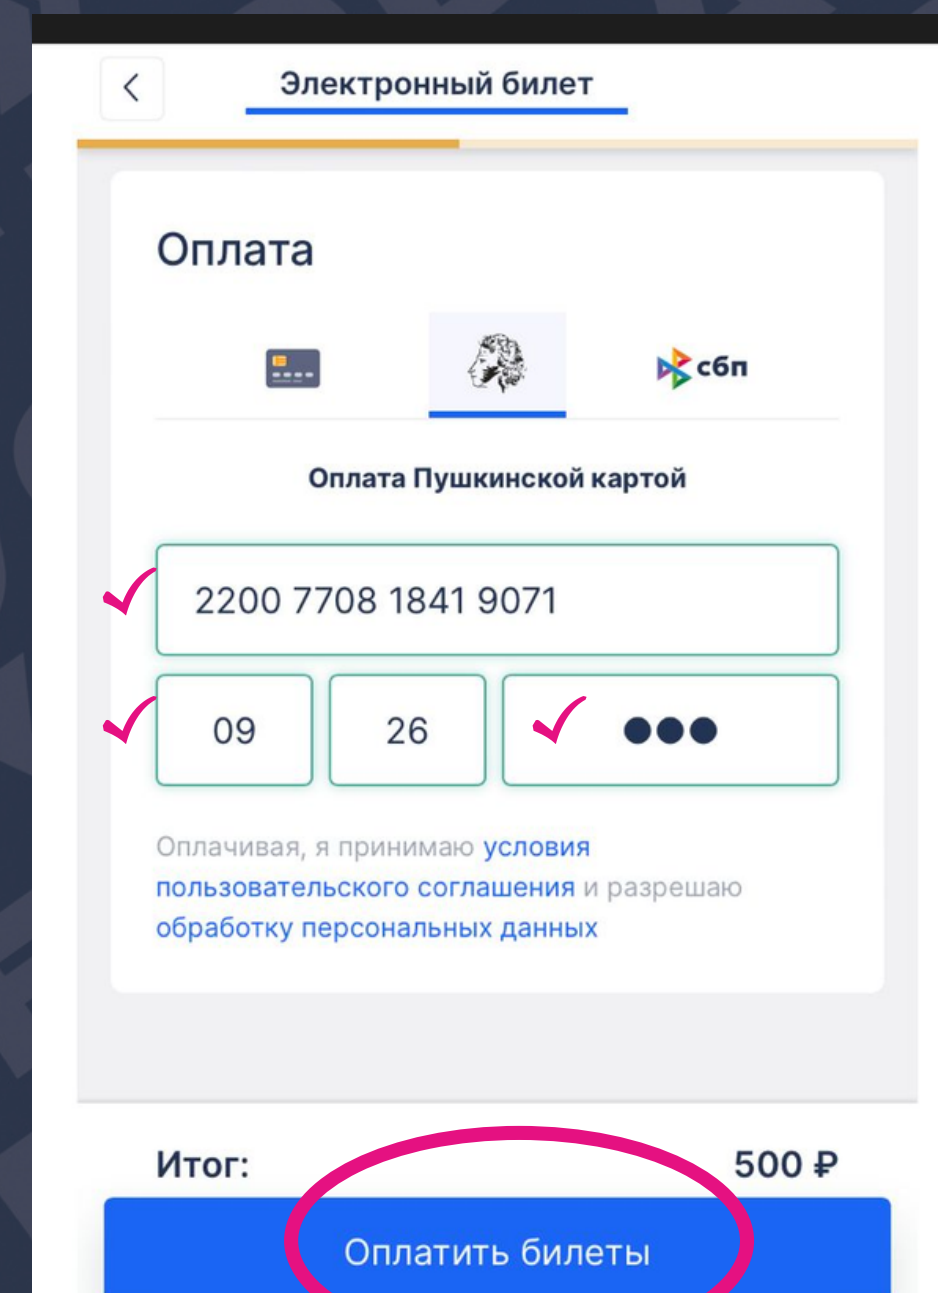 Электронный билет
Оплата
сбп
Оплата Пушкинской картой
2200 7708 1841 9071
09 26 ●●●
Оплачивая, я принимаю условия
пользовательского соглашения и разрешаю
обработку персональных данных
Итог: 500 ₽
Оплатить билеты